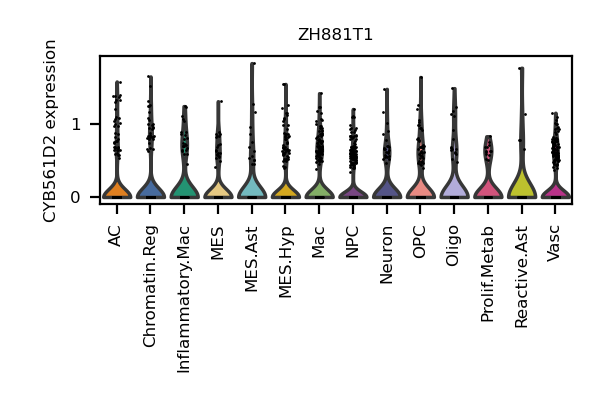 ZH881T1
CYB561D2 expression
1
0
AC
Chromatin.Reg
Inflammatory.Mac
MES
MES.Ast
MES.Hyp
Mac
NPC
Neuron
OPC
Oligo
Prolif.Metab
Reactive.Ast
Vasc